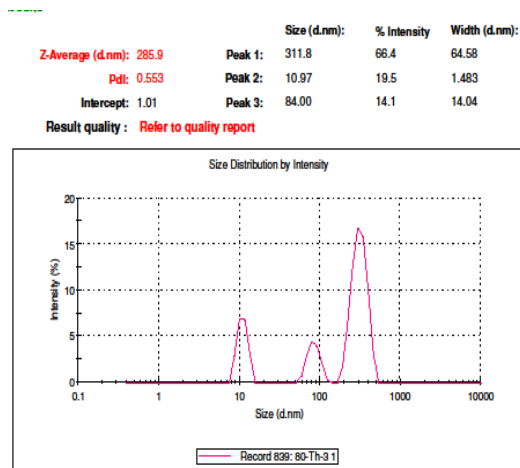 Size (d.nm): % Intensity Width (d.nm):
Z-Average (d.nm): 285.9 Peak 1: 311.8 66.4 64.58
PdI: 0.553 Peak 2: 10.97 19.5 1.483
Intercept: 1.01 Peak 3: 84.00 14.1 14.04
Result quality : Refer to quality report
Size Distribution by Intensity
20
15
10
5
0
Intensity (%)
0.1 1 10 100 1000 10000
Size (d.nm)
Record 839: 80-Th-3 1